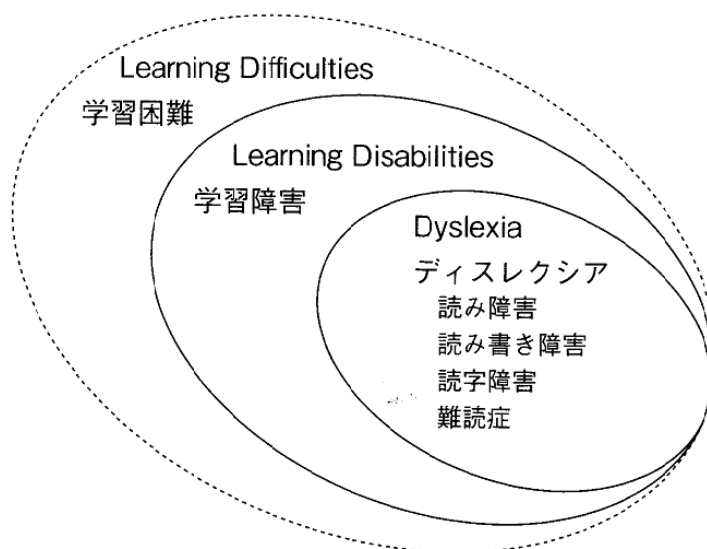 Learning Difficulties
学習困難
Learning Disabilities
学習障害
Dyslexia
ディスレクシア
読み障害
読み書き障害
読字障害
難読症